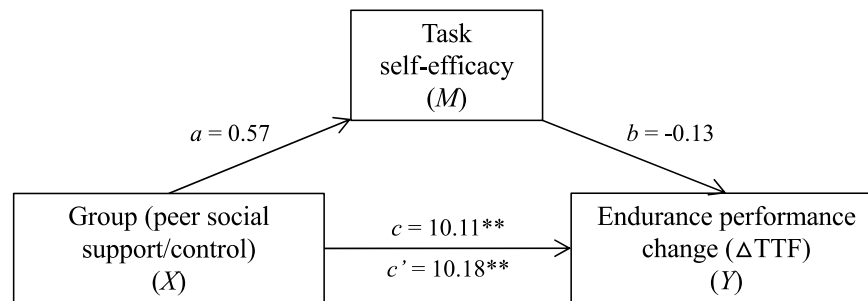 Task
self-efficacy
(M)
a = 0.57
b = -0.13
Group (peer social
support/control)
(X)
c = 10.11**
c’ = 10.18**
Endurance performance
change (△TTF)
(Y)